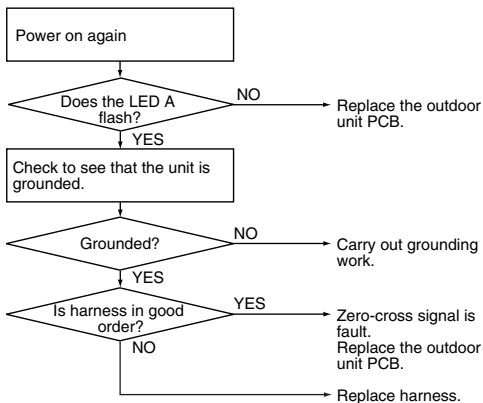 Power on again
Does the LED A
flash?
NO
Replace the outdoor
unit PCB.
YES
Check to see that the unit is
grounded.
Grounded?
NO
Carry out grounding
work.
YES
Is harness in good
order?
YES
Zero-cross signal is
fault.
Replace the outdoor
unit PCB.
NO
Replace harness.